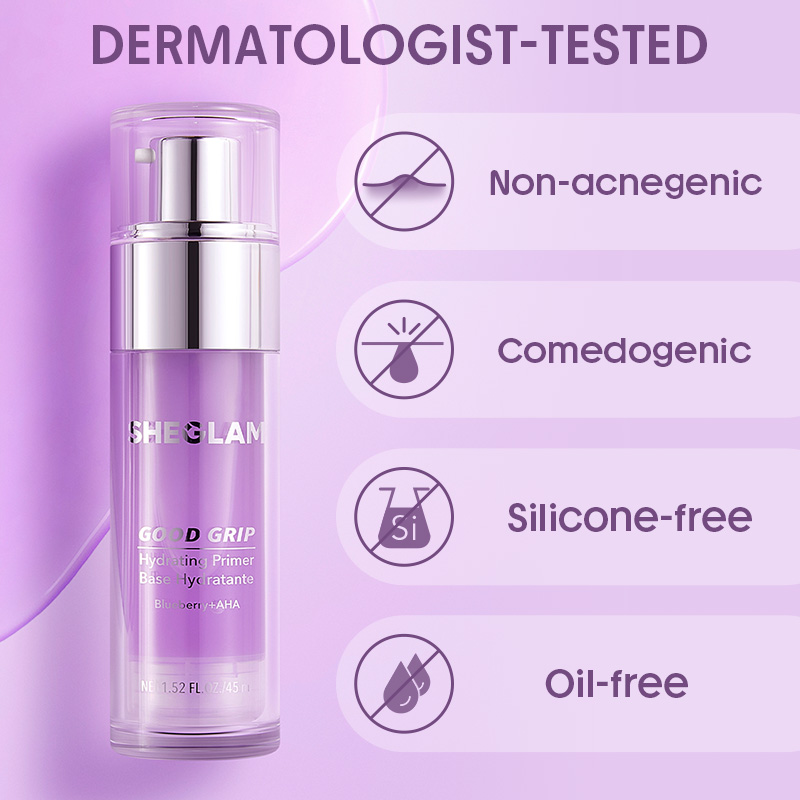 DERMATOLOGIST-TESTED
Non-acnegenic
Comedogenic
Silicone-free
Si
Oil-free
SHEGLAM
GOOD GRIP
Hydrating Primer
Base Hydratante
Blueberry+AHA
NET 1.52 FL.OZ./45